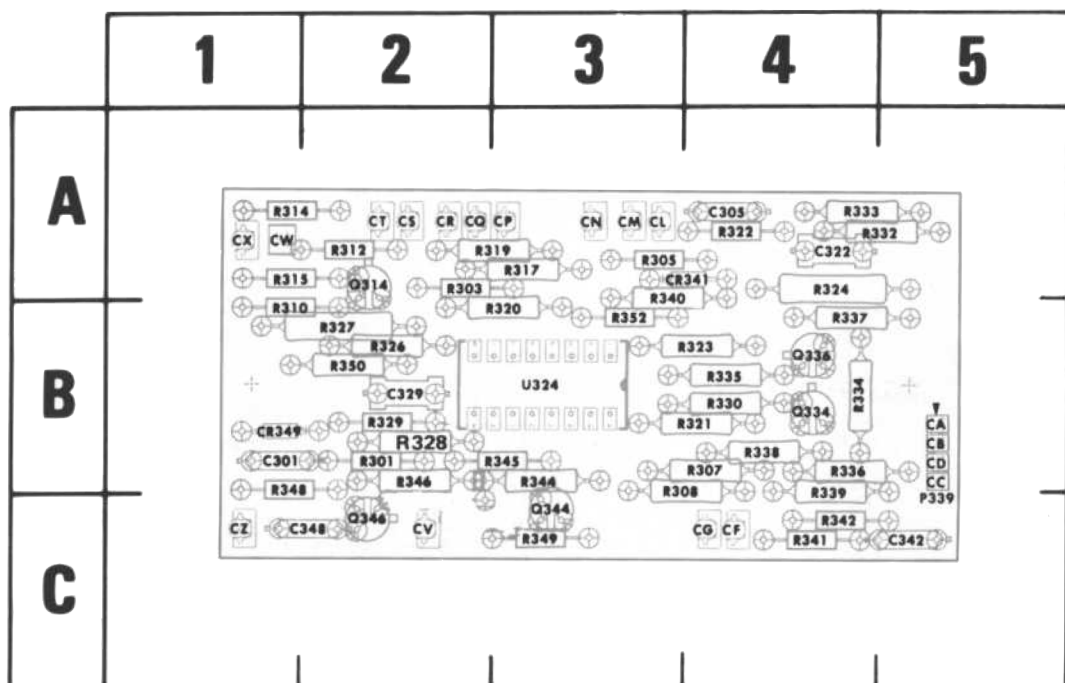 1 2 3 4 5
A
R314 CT CS CR CQ CP CN CM CL C305 R333
CX CW R322 R332
R312 R319 R305 C322
R317
R315 Q314 R303 CR341 R324
R310 R320 R340
R327 R352 R337
B
R326 R323 Q336
R350 U324 R335 R334
C329 R330 Q334
R329 R321 CA
CR349 R328 CB
R338
C301 R301 R345 CD
R307 R336
R346 R344 CC
R348 R308 R339 P339
C
CZ C348 Q346 CV Q344 CG CF R342
R349 R341 C342